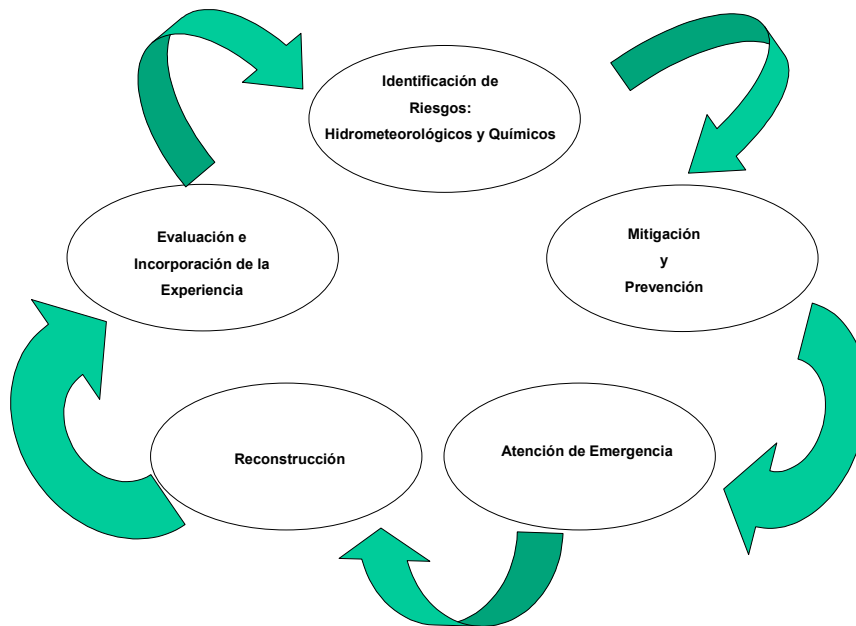 Identificación de
Riesgos:
Hidrometeorológicos y Químicos
Mitigación
y
Prevención
Atención de Emergencia
Reconstrucción
Evaluación e
Incorporación de la
Experiencia